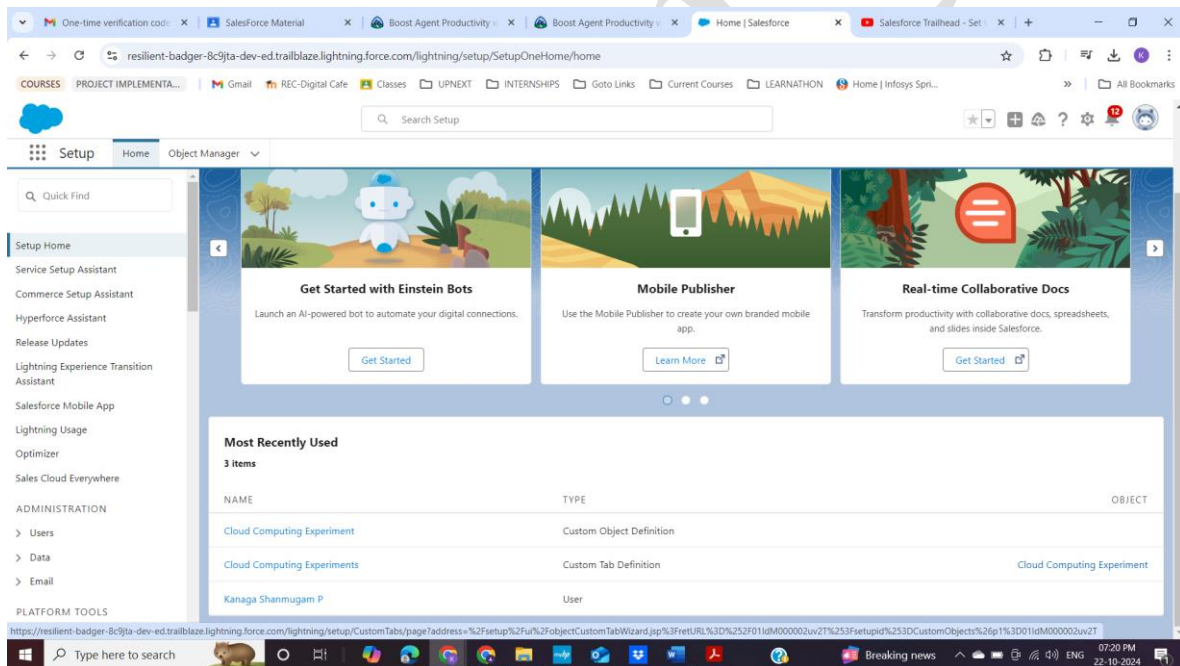 One-time verification code
SalesForce Material
Boost Agent Productivity
Boost Agent Productivity
Home | Salesforce
Salesforce Trailhead - Set
resilient-badger-8c9jta-dev-ed.trailblaze.lightning.force.com/lightning/setup/SetupOneHome/home
K
COURSES PROJECT IMPLEMENTA... Gmail REC-Digital Cafe Classes UPNEXT INTERNSHIPS Goto Links Current Courses LEARNATHON Home | Infosys Spri... » All Bookmarks
Search Setup
12
Setup Home Object Manager
Quick Find
Setup Home
Service Setup Assistant
Commerce Setup Assistant
Hyperforce Assistant
Release Updates
Lightning Experience Transition
Assistant
Salesforce Mobile App
Lightning Usage
Optimizer
Sales Cloud Everywhere
ADMINISTRATION
> Users
> Data
> Email
PLATFORM TOOLS
Get Started with Einstein Bots
Launch an AI-powered bot to automate your digital connections.
Get Started
Mobile Publisher
Use the Mobile Publisher to create your own branded mobile
app.
Learn More
Real-time Collaborative Docs
Transform productivity with collaborative docs, spreadsheets,
and slides inside Salesforce.
Get Started
Most Recently Used
3 items
NAME TYPE OBJECT
Cloud Computing Experiment Custom Object Definition
Cloud Computing Experiments Custom Tab Definition Cloud Computing Experiment
Kanaga Shanmugam P User
https://resilient-badger-8c9jta-dev-ed.trailblaze.lightning.force.com/lightning/setup/CustomTabs/page?address=%2Fsetup%2Fui%2FobjectCustomTabWizard.jsp%3FretURL%3D%252F01IdM000002uv2T%253Fsetupid%253DCustomObjects%26p1%3D01IdM000002uv2T
Type here to search
Breaking news
ENG
07:20 PM
22-10-2024